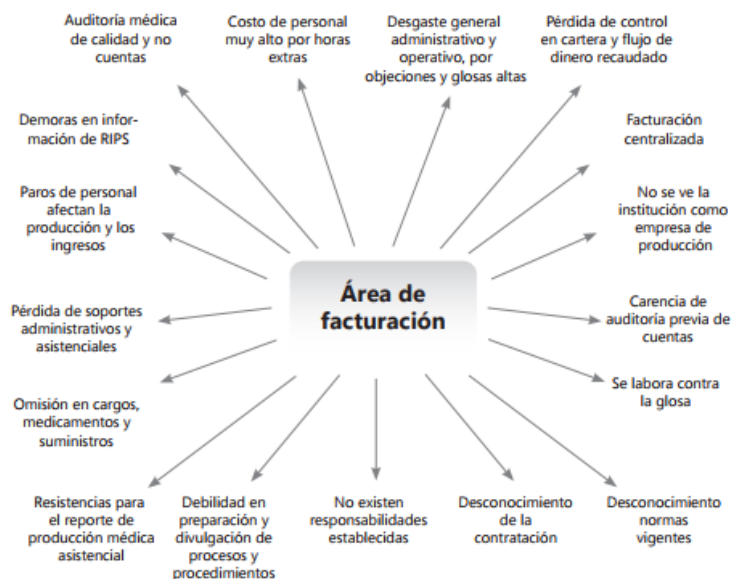 Auditoría médica
de calidad y no
cuentas
Costo de personal
muy alto por horas
extras
Desgaste general
administrativo y
operativo, por
objeciones y glosas altas
Pérdida de control
en cartera y flujo de
dinero recaudado
Demoras en infor-
mación de RIPS
Facturación
centralizada
Paros de personal
afectan la
producción y los
ingresos
No se ve la
institución como
empresa de
producción
Área de
facturación
Pérdida de soportes
administrativos y
asistenciales
Carencia de
auditoría previa de
cuentas
Omisión en cargos,
medicamentos y
suministros
Se labora contra
la glosa
Resistencias para
el reporte de
producción médica
asistencial
Debilidad en
preparación y
divulgación de
procesos y
procedimientos
No existen
responsabilidades
establecidas
Desconocimiento
de la
contratación
Desconocimiento
normas
vigentes